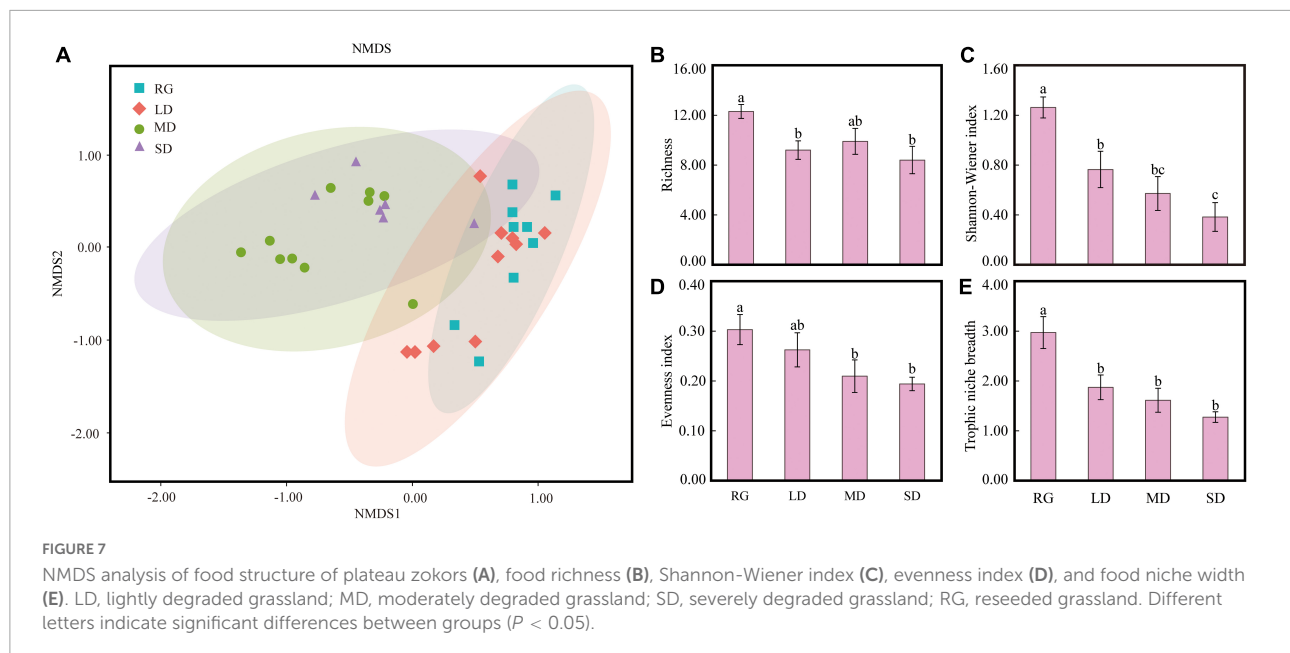 A
NMDS
RG
LD
MD
SD
NMDS2
1.00
0.00
-1.00
-2.00
-2.00 -1.00 0.00 1.00
NMDS1
B
Richness
16.00
12.00
8.00
4.00
0.00
a b ab b
C
Shannon-Wiener index
1.60
1.20
0.80
0.40
0.00
a b bc c
D
Evenness index
0.40
0.30
0.20
0.10
0.00
a ab b b
RG LD MD SD
E
Trophic niche breadth
4.00
3.00
2.00
1.00
0.00
a b b b
RG LD MD SD
FIGURE 7
NMDS analysis of food structure of plateau zokors (A), food richness (B), Shannon-Wiener index (C), evenness index (D), and food niche width
(E). LD, lightly degraded grassland; MD, moderately degraded grassland; SD, severely degraded grassland; RG, reseeded grassland. Different
letters indicate significant differences between groups (P < 0.05).